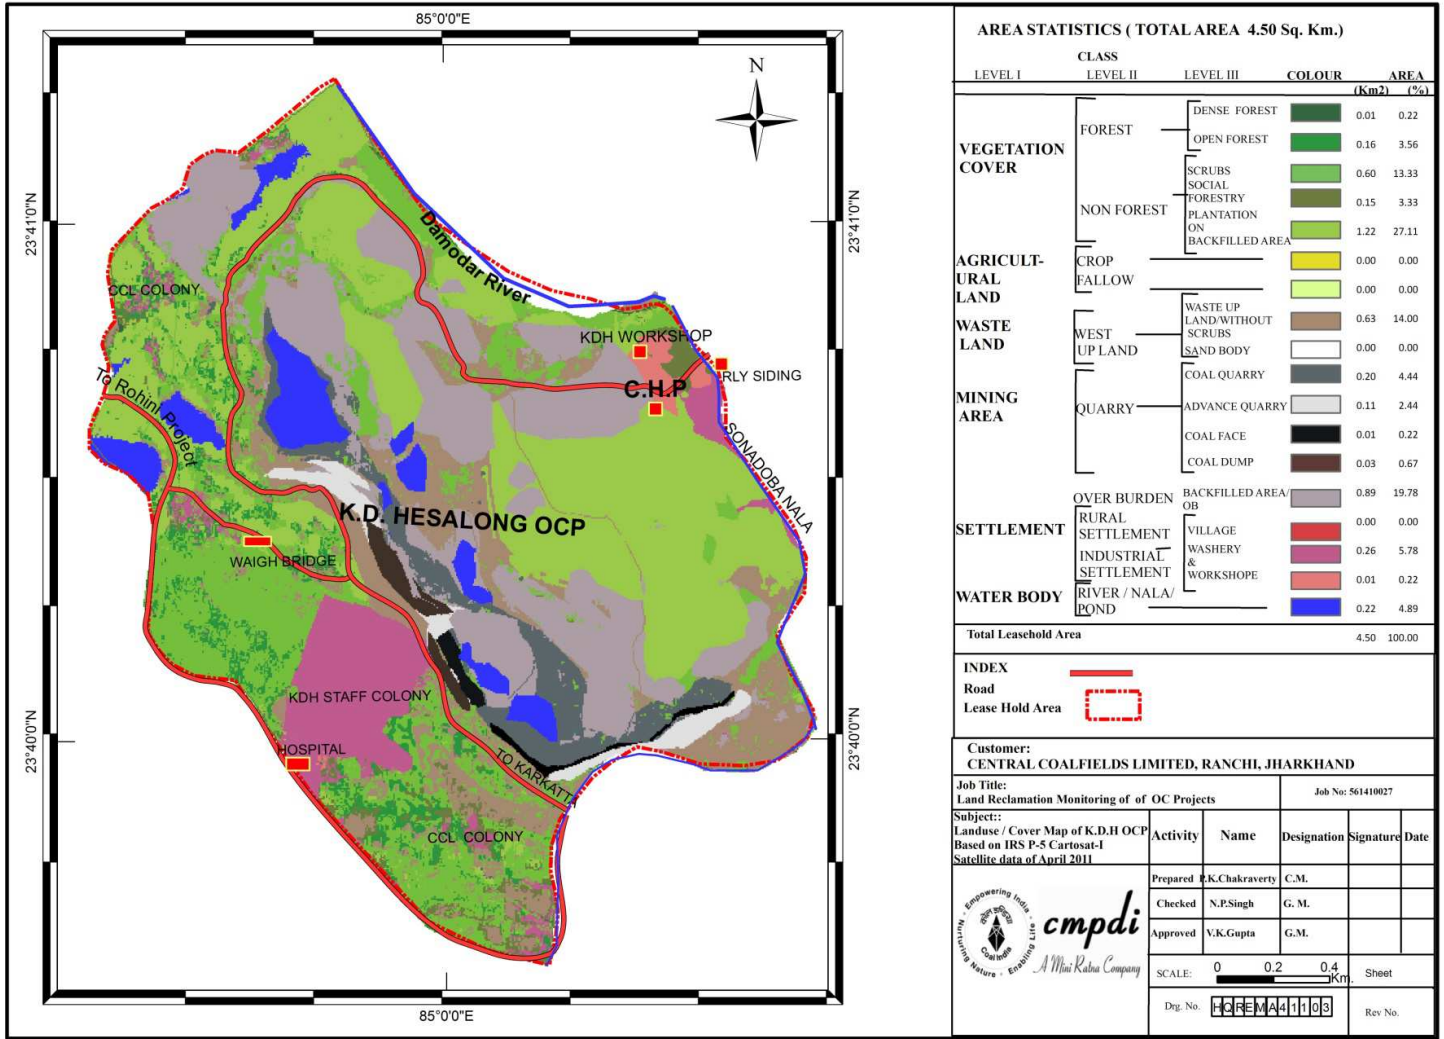 85°0'0"E
N
23°41'0"N
23°41'0"N
Damodar River
CCL COLONY
KDH WORKSHOP
RLY SIDING
C.H.P
To Rohini Project
SONADOBA NALA
K.D. HESALONG OCP
WAIGH BRIDGE
KDH STAFF COLONY
23°40'0"N
23°40'0"N
HOSPITAL
TO KARKATTA
CCL COLONY
85°0'0"E
AREA STATISTICS ( TOTAL AREA 4.50 Sq. Km.)
CLASS
LEVEL I LEVEL II LEVEL III COLOUR AREA
(Km2) (%)
VEGETATION
COVER
FOREST
DENSE FOREST 0.01 0.22
OPEN FOREST 0.16 3.56
NON FOREST
SCRUBS 0.60 13.33
SOCIAL
FORESTRY 0.15 3.33
PLANTATION
ON
BACKFILLED AREA 1.22 27.11
AGRICULT-
URAL
LAND
CROP 0.00 0.00
FALLOW 0.00 0.00
WASTE
LAND
WEST
UP LAND
WASTE UP
LAND/WITHOUT
SCRUBS 0.63 14.00
SAND BODY 0.00 0.00
MINING
AREA
QUARRY
COAL QUARRY 0.20 4.44
ADVANCE QUARRY 0.11 2.44
COAL FACE 0.01 0.22
COAL DUMP 0.03 0.67
OVER BURDEN
BACKFILLED AREA/
OB 0.89 19.78
SETTLEMENT
RURAL
SETTLEMENT
VILLAGE 0.00 0.00
INDUSTRIAL
SETTLEMENT
WASHERY 0.26 5.78
&
WORKSHOPE 0.01 0.22
WATER BODY
RIVER / NALA/
POND 0.22 4.89
Total Leasehold Area 4.50 100.00
INDEX
Road
Lease Hold Area
Customer:
CENTRAL COALFIELDS LIMITED, RANCHI, JHARKHAND
Job Title:
Land Reclamation Monitoring of of OC Projects
Job No: 561410027
Subject::
Landuse / Cover Map of K.D.H OCP
Based on IRS P-5 Cartosat-I
Satellite data of April 2011
Activity Name Designation Signature Date
Prepared P.K.Chakraverty C.M.
Checked N.P.Singh G. M.
Approved V.K.Gupta G.M.
Empowering India
Nurturing Nature
Enabling Life
Coal India
cmpdi
A Mini Ratna Company
SCALE: 0 0.2 0.4
Km.
Sheet
Drg. No. HQREMA41103
Rev No.